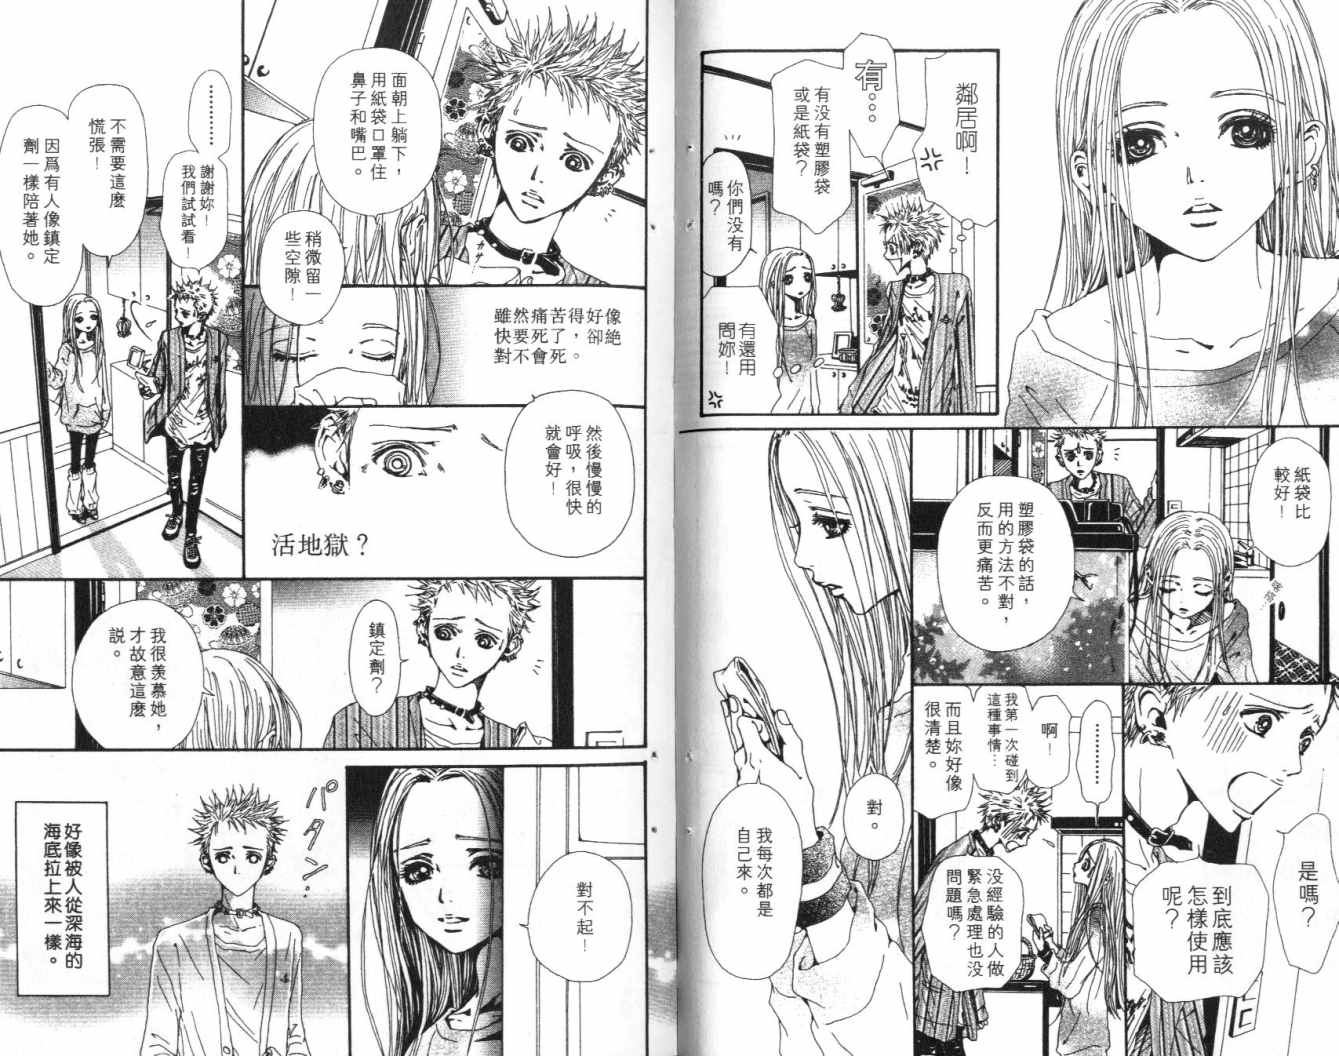 鄰居啊！
有…
有没有塑膠袋
或是紙袋？
你們没有
嗎？
有還用
問妳！
紙袋比
較好！
塑膠袋的話，
用的方法不對，
反而更痛苦。
是嗎？
到底應該
怎樣使用
呢？
…………
啊！
我第一次碰到
這種事情…
而且妳好像
很清楚。
没經驗的人做
緊急處理也没
問題嗎？
對。
我每次都是
自己來。
面朝上躺下，
用紙袋口罩住
鼻子和嘴巴。
稍微留一
些空隙！
雖然痛苦得好像
快要死了，卻絶
對不會死。
然後慢慢的
呼吸，很快
就會好！
活地獄？
…………
謝謝妳！
我們試試看！
不需要這麼
慌張！
因爲有人像鎮定
劑一樣陪著她。
鎮定劑？
我很羨慕她，
才故意這麼
説。
對不起！
パタン
好像被人從深海的
海底拉上來一樣。